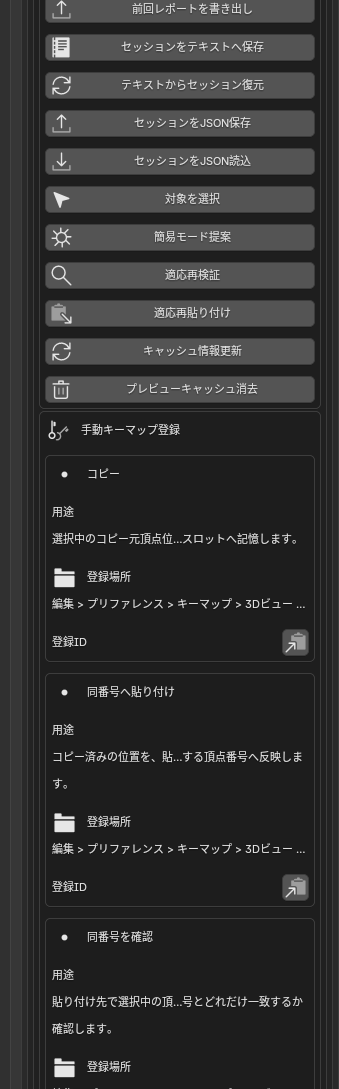 前回レポートを書き出し
セッションをテキストへ保存
テキストからセッション復元
セッションをJSON保存
セッションをJSON読込
対象を選択
簡易モード提案
適応再検証
適応再貼り付け
キャッシュ情報更新
プレビューキャッシュ消去
手動キーマップ登録
コピー
用途
選択中のコピー元頂点位...スロットへ記憶します。
登録場所
編集 > プリファレンス > キーマップ > 3Dビュー ...
登録ID
同番号へ貼り付け
用途
コピー済みの位置を、貼...する頂点番号へ反映しま
す。
登録場所
編集 > プリファレンス > キーマップ > 3Dビュー ...
登録ID
同番号を確認
用途
貼り付け先で選択中の頂...号とどれだけ一致するか
確認します。
登録場所